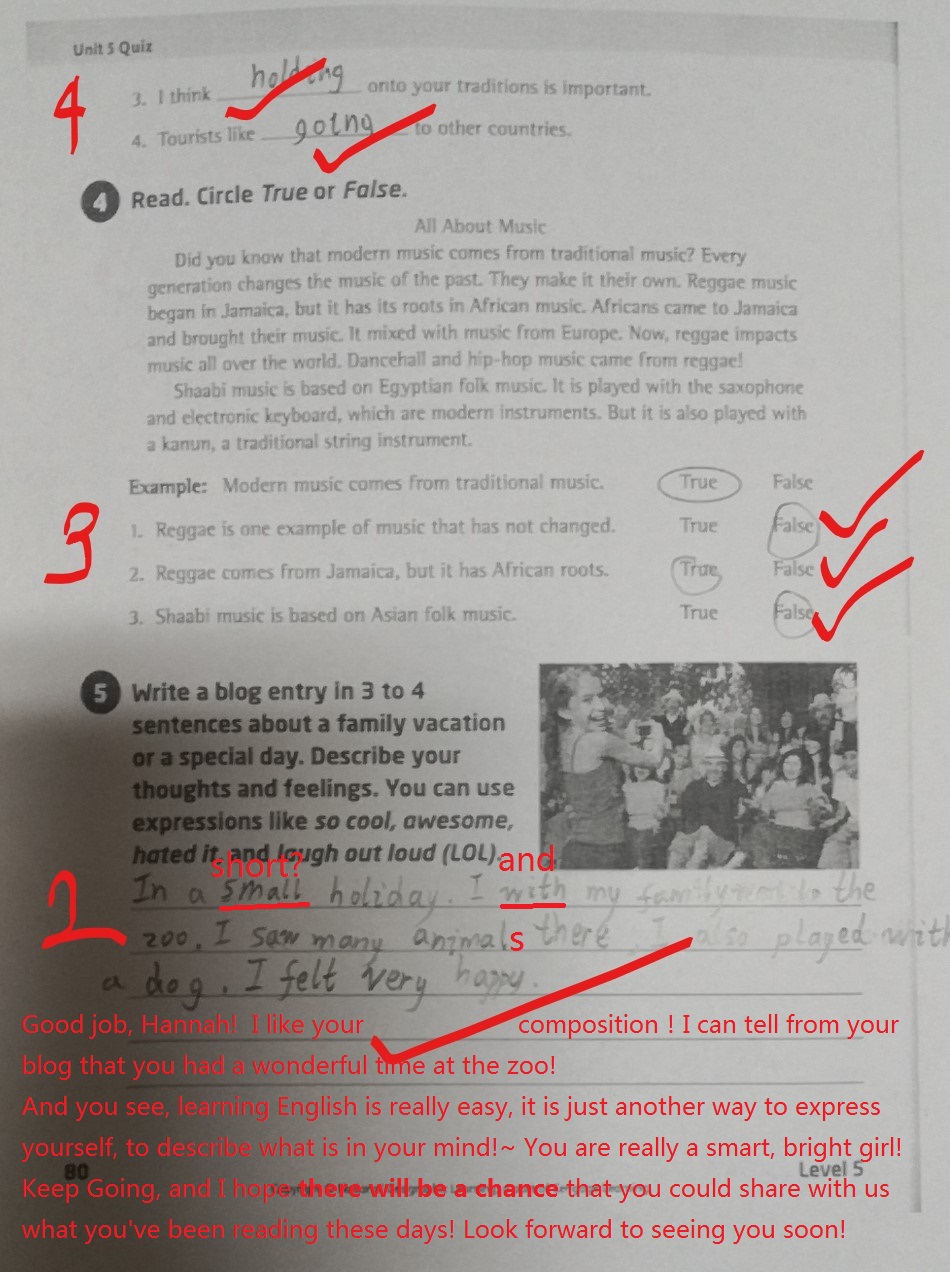 Unit 5 Quiz
4
3. I think holding onto your traditions is important.
4. Tourists like going to other countries.
4 Read. Circle True or False.
All About Music
Did you know that modern music comes from traditional music? Every
generation changes the music of the past. They make it their own. Reggae music
began in Jamaica, but it has its roots in African music. Africans came to Jamaica
and brought their music. It mixed with music from Europe. Now, reggae impacts
music all over the world. Dancehall and hip-hop music came from reggae!
Shaabi music is based on Egyptian folk music. It is played with the saxophone
and electronic keyboard, which are modern instruments. But it is also played with
a kanun, a traditional string instrument.
Example: Modern music comes from traditional music. True False
3
1. Reggae is one example of music that has not changed. True False
2. Reggae comes from Jamaica, but it has African roots. True False
3. Shaabi music is based on Asian folk music. True False
5 Write a blog entry in 3 to 4
sentences about a family vacation
or a special day. Describe your
thoughts and feelings. You can use
expressions like so cool, awesome,
hated it, and laugh out loud (LOL).
short? and
2
In a small holiday. I with my family to the
zoo. I saw many animals there. I also played with
a dog. I felt very happy.
Good job, Hannah! I like your composition ! I can tell from your
blog that you had a wonderful time at the zoo!
And you see, learning English is really easy, it is just another way to express
yourself, to describe what is in your mind!~ You are really a smart, bright girl!
80 Level 5
Keep Going, and I hope there will be a chance that you could share with us
what you've been reading these days! Look forward to seeing you soon!